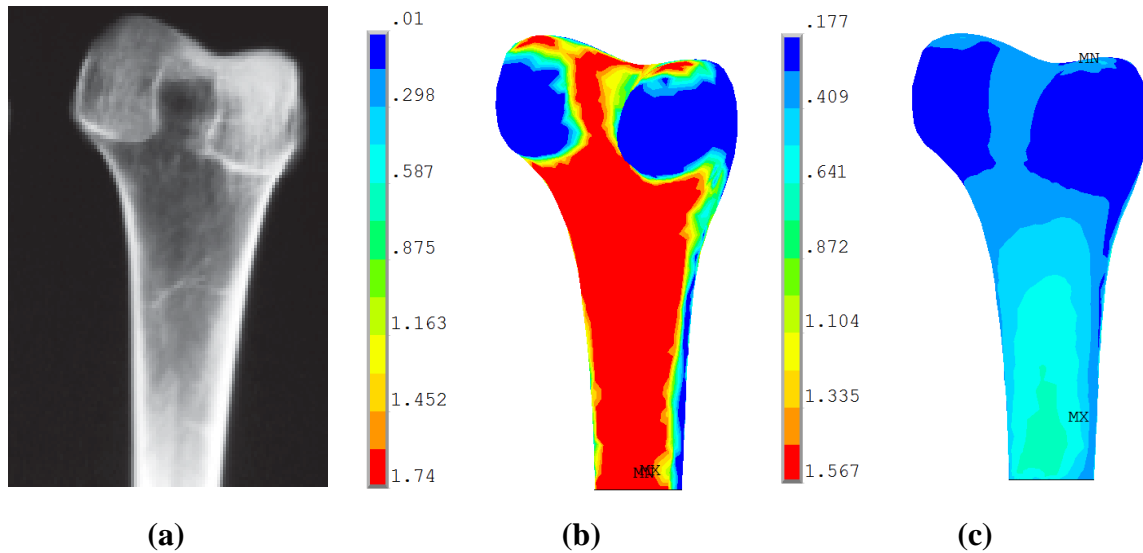 .01
.298
.587
.875
1.163
1.452
1.74
MN
MX
.177
.409
.641
.872
1.104
1.335
1.567
MN
MX
(a)
(b)
(c)